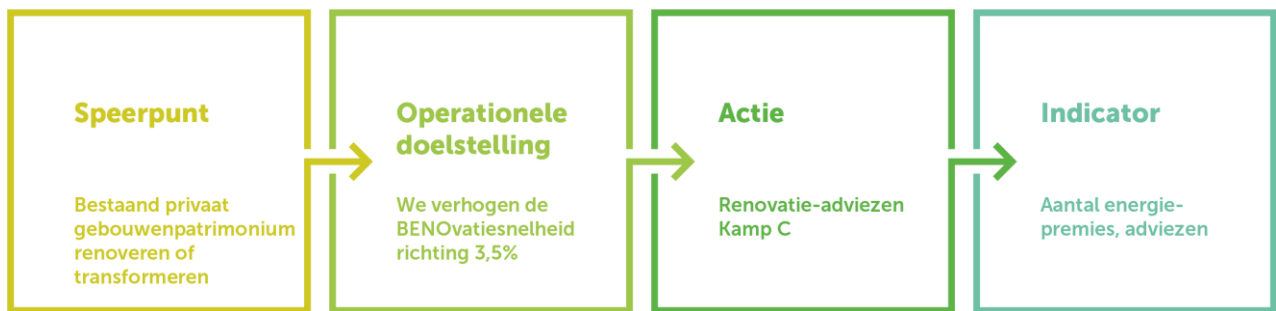 Speerpunt
Bestaand privaat
gebouwenpatrimonium
renoveren of
transformeren
Operationele
doelstelling
We verhogen de
BENOvatiesnelheid
richting 3,5%
Actie
Renovatie-adviezen
Kamp C
Indicator
Aantal energie-
premies, adviezen